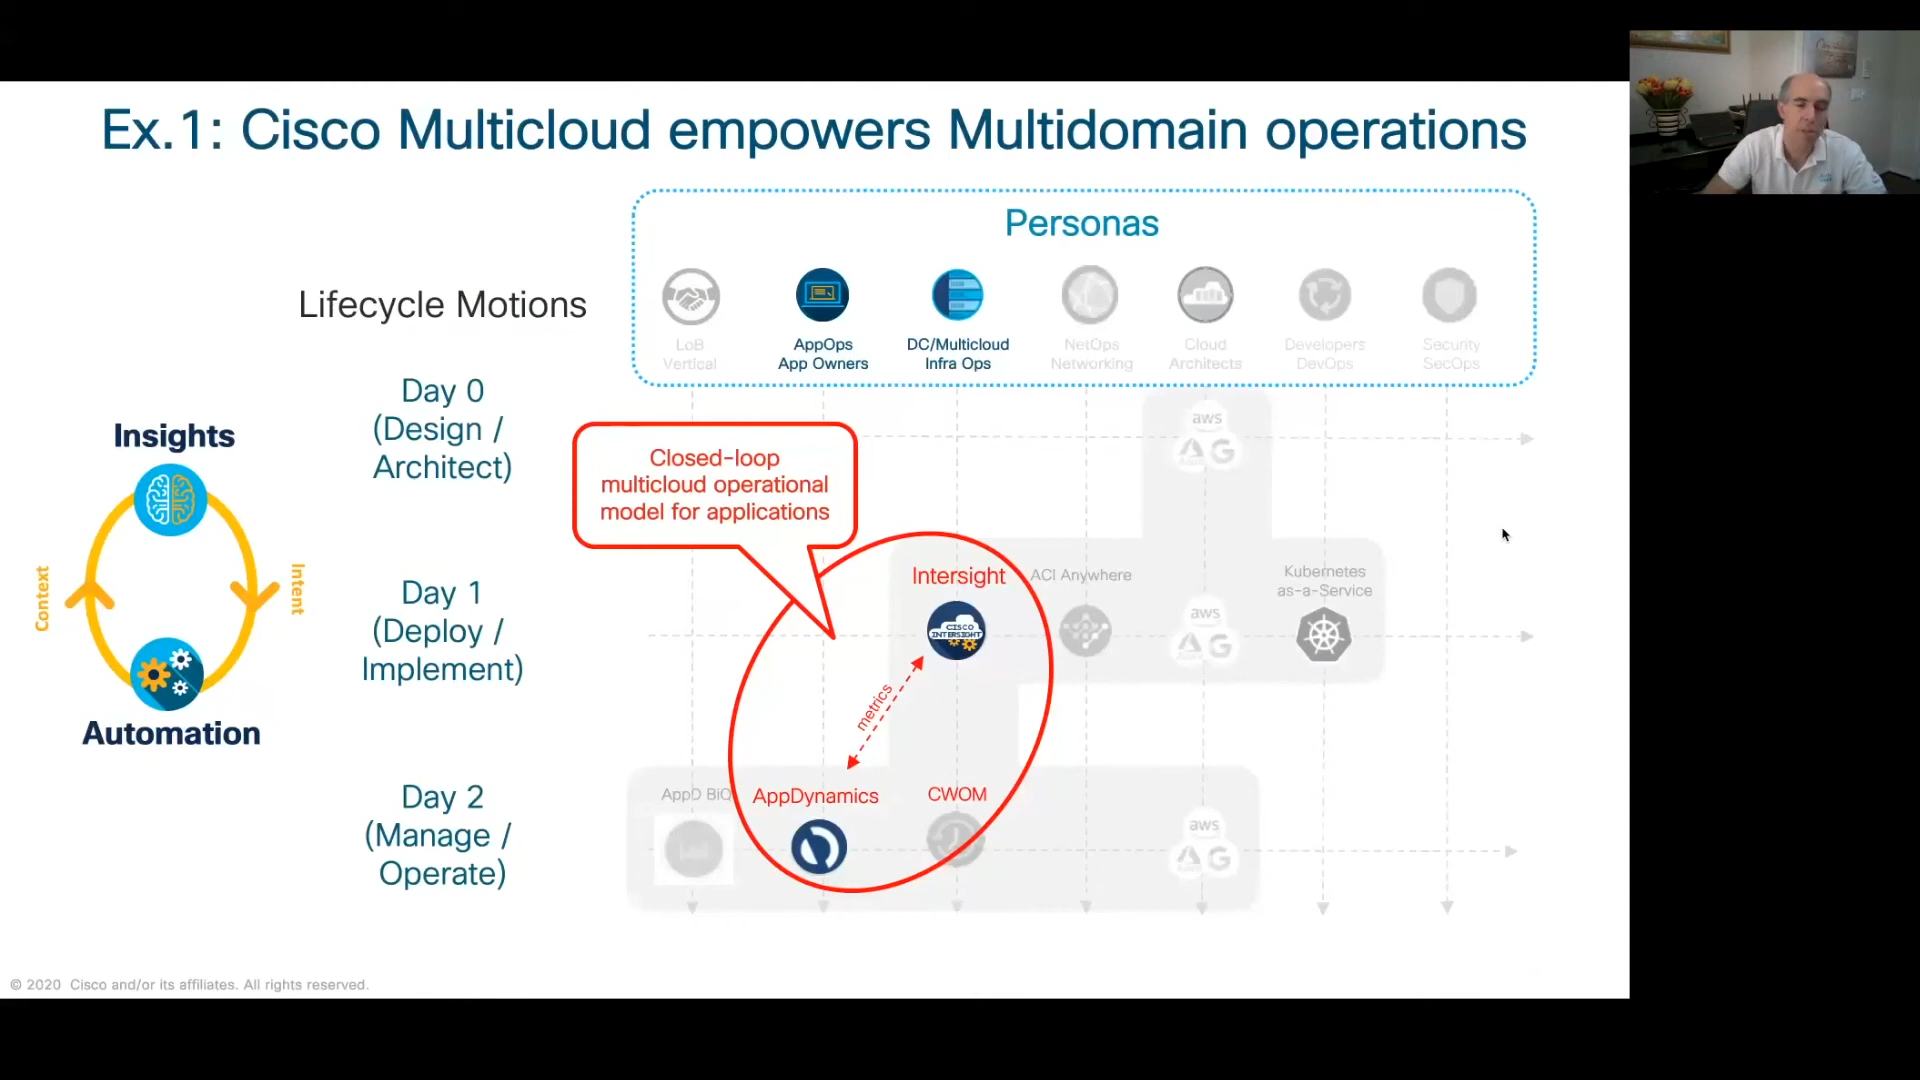 Ex.1: Cisco Multicloud empowers Multidomain operations
Personas
Lifecycle Motions
LoB
Vertical
AppOps
App Owners
DC/Multicloud
Infra Ops
NetOps
Networking
Cloud
Architects
Developers
DevOps
Security
SecOps
Day 0
(Design /
Architect)
Insights
Context
Intent
Automation
Closed-loop
multicloud operational
model for applications
aws
G
Day 1
(Deploy /
Implement)
Intersight
CISCO
INTERSIGHT
ACI Anywhere
aws
G
Kubernetes
as-a-Service
metrics
Day 2
(Manage /
Operate)
AppD BiQ
AppDynamics
CWOM
aws
G
© 2020 Cisco and/or its affiliates. All rights reserved.